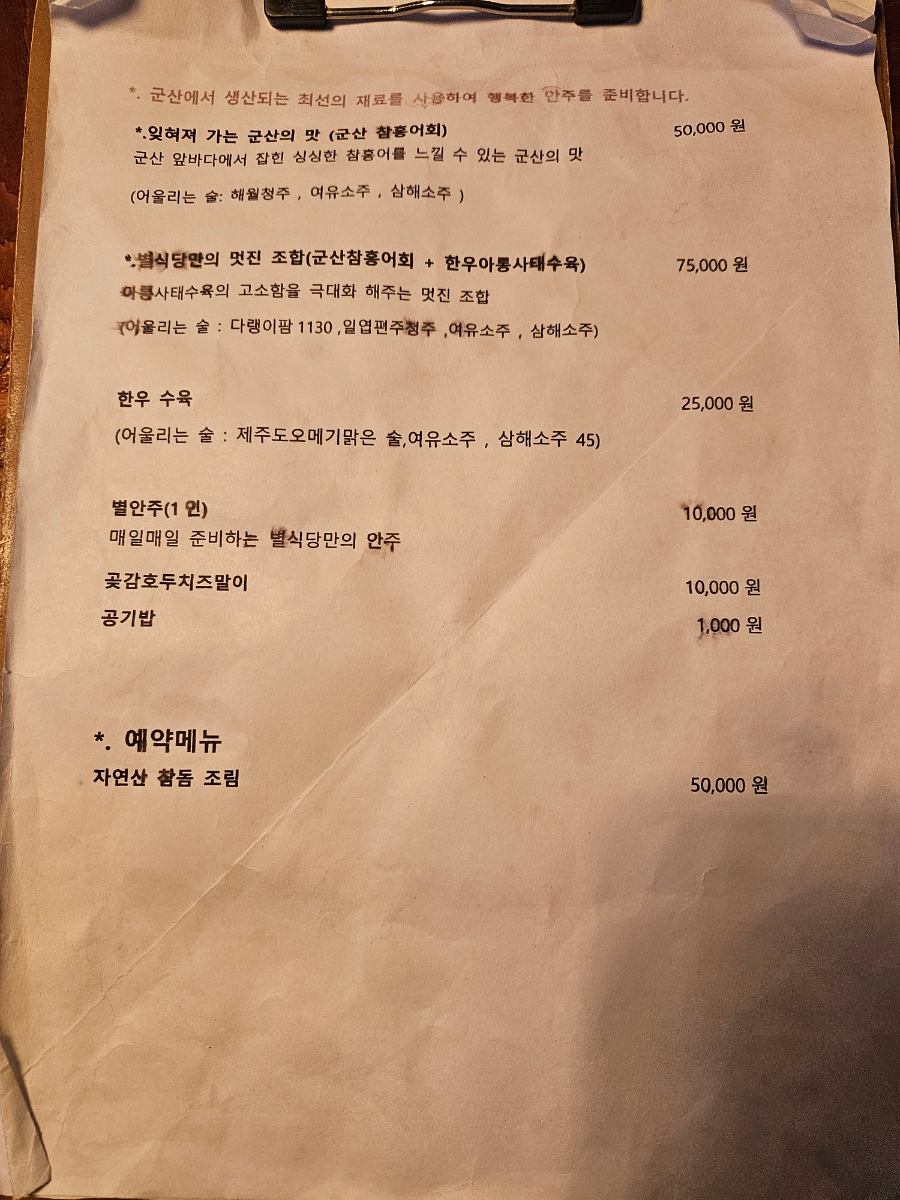 *. 군산에서 생산되는 최선의 재료를 사용하여 행복한 안주를 준비합니다.
*.잊혀져 가는 군산의 맛 (군산 참홍어회) 50,000 원
군산 앞바다에서 잡힌 싱싱한 참홍어를 느낄 수 있는 군산의 맛
(어울리는 술: 해월청주 , 여유소주 , 삼해소주 )
*.별식당만의 멋진 조합(군산참홍어회 + 한우아롱사태수육) 75,000 원
아롱사태수육의 고소함을 극대화 해주는 멋진 조합
(어울리는 술 : 다랭이팜 1130 ,일엽편주청주 ,여유소주 , 삼해소주)
한우 수육 25,000 원
(어울리는 술 : 제주도오메기맑은 술,여유소주 , 삼해소주 45)
별안주(1 인) 10,000 원
매일매일 준비하는 별식당만의 안주
곶감호두치즈말이 10,000 원
공기밥 1,000 원
*. 예약메뉴
자연산 참돔 조림 50,000 원